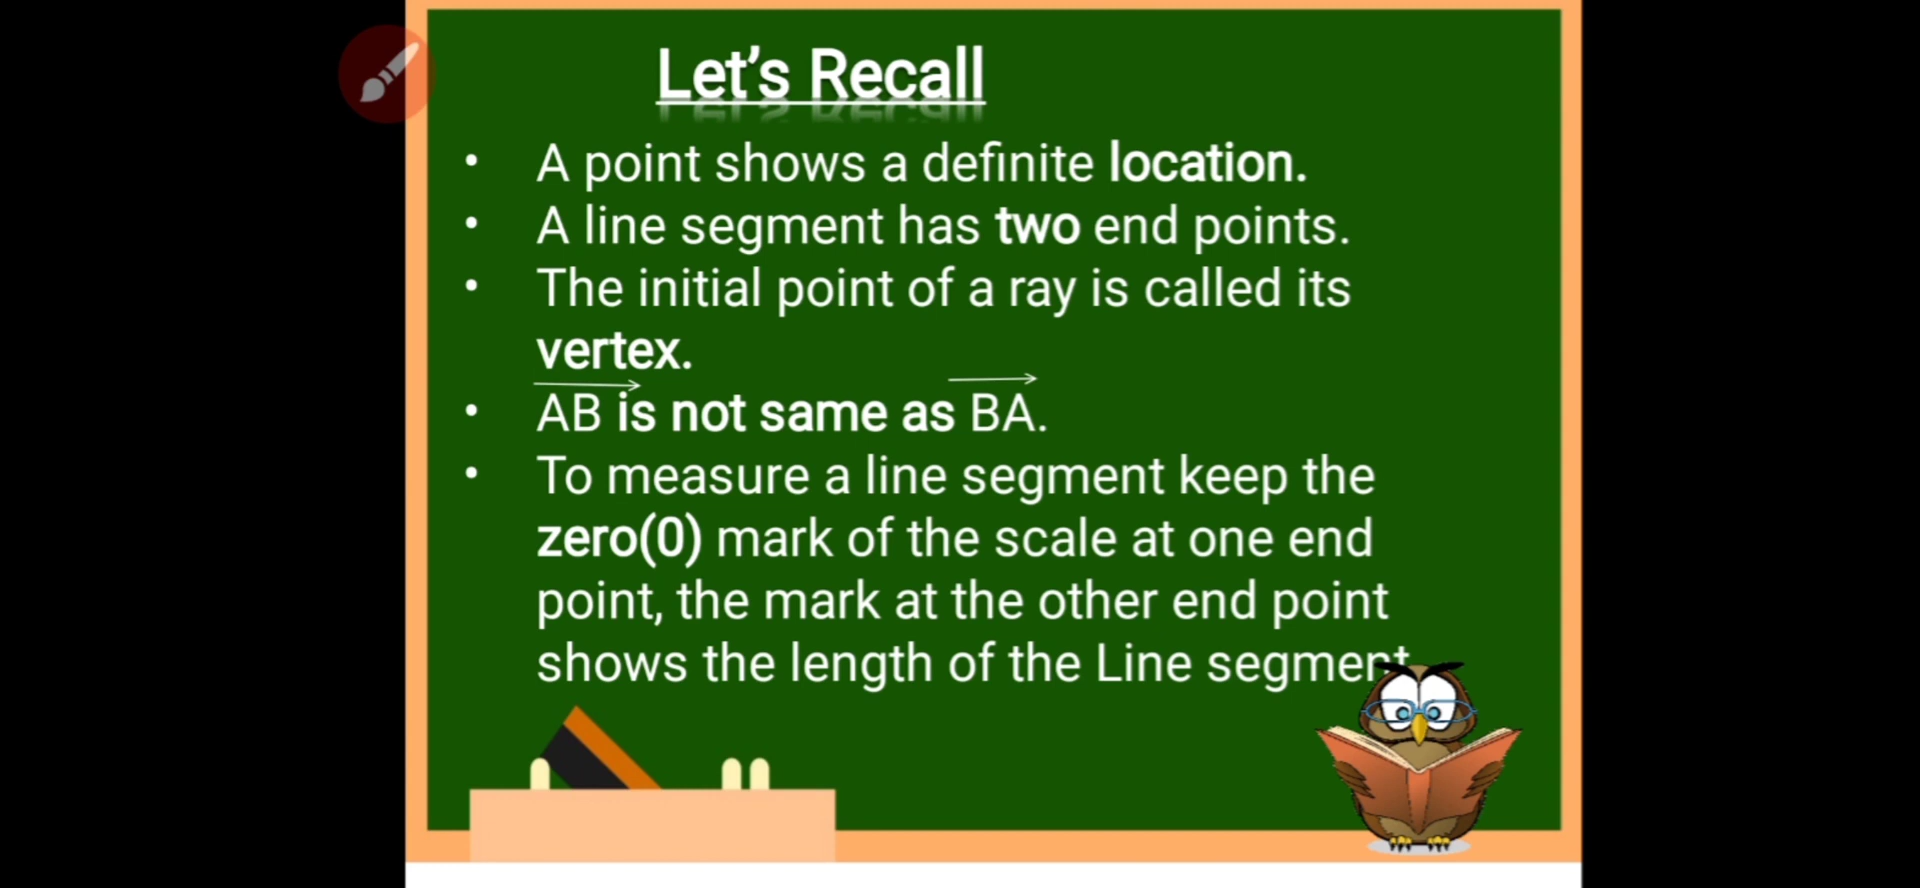 Let’s Recall
• A point shows a definite location.
• A line segment has two end points.
• The initial point of a ray is called its
vertex.
• AB is not same as BA.
• To measure a line segment keep the
zero(0) mark of the scale at one end
point, the mark at the other end point
shows the length of the Line segment